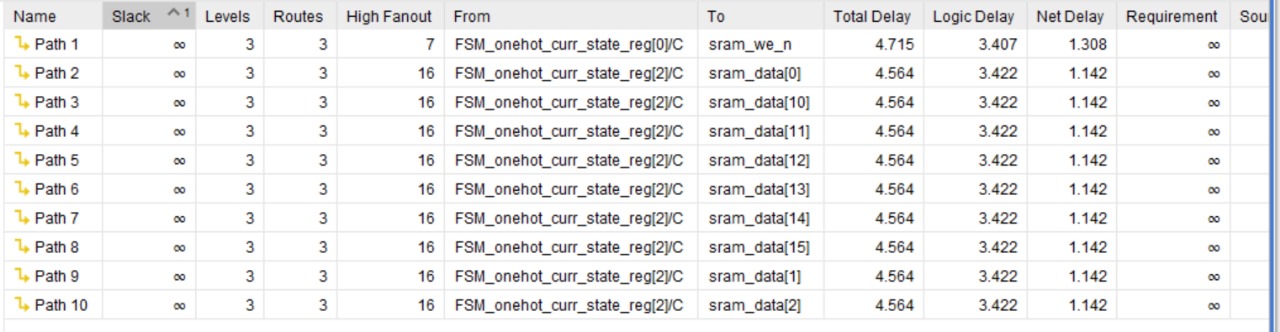 Name Slack ^ 1 Levels Routes High Fanout From To Total Delay Logic Delay Net Delay Requirement Sou
Path 1 ∞ 3 3 7 FSM_onehot_curr_state_reg[0]/C sram_we_n 4.715 3.407 1.308 ∞
Path 2 ∞ 3 3 16 FSM_onehot_curr_state_reg[2]/C sram_data[0] 4.564 3.422 1.142 ∞
Path 3 ∞ 3 3 16 FSM_onehot_curr_state_reg[2]/C sram_data[10] 4.564 3.422 1.142 ∞
Path 4 ∞ 3 3 16 FSM_onehot_curr_state_reg[2]/C sram_data[11] 4.564 3.422 1.142 ∞
Path 5 ∞ 3 3 16 FSM_onehot_curr_state_reg[2]/C sram_data[12] 4.564 3.422 1.142 ∞
Path 6 ∞ 3 3 16 FSM_onehot_curr_state_reg[2]/C sram_data[13] 4.564 3.422 1.142 ∞
Path 7 ∞ 3 3 16 FSM_onehot_curr_state_reg[2]/C sram_data[14] 4.564 3.422 1.142 ∞
Path 8 ∞ 3 3 16 FSM_onehot_curr_state_reg[2]/C sram_data[15] 4.564 3.422 1.142 ∞
Path 9 ∞ 3 3 16 FSM_onehot_curr_state_reg[2]/C sram_data[1] 4.564 3.422 1.142 ∞
Path 10 ∞ 3 3 16 FSM_onehot_curr_state_reg[2]/C sram_data[2] 4.564 3.422 1.142 ∞